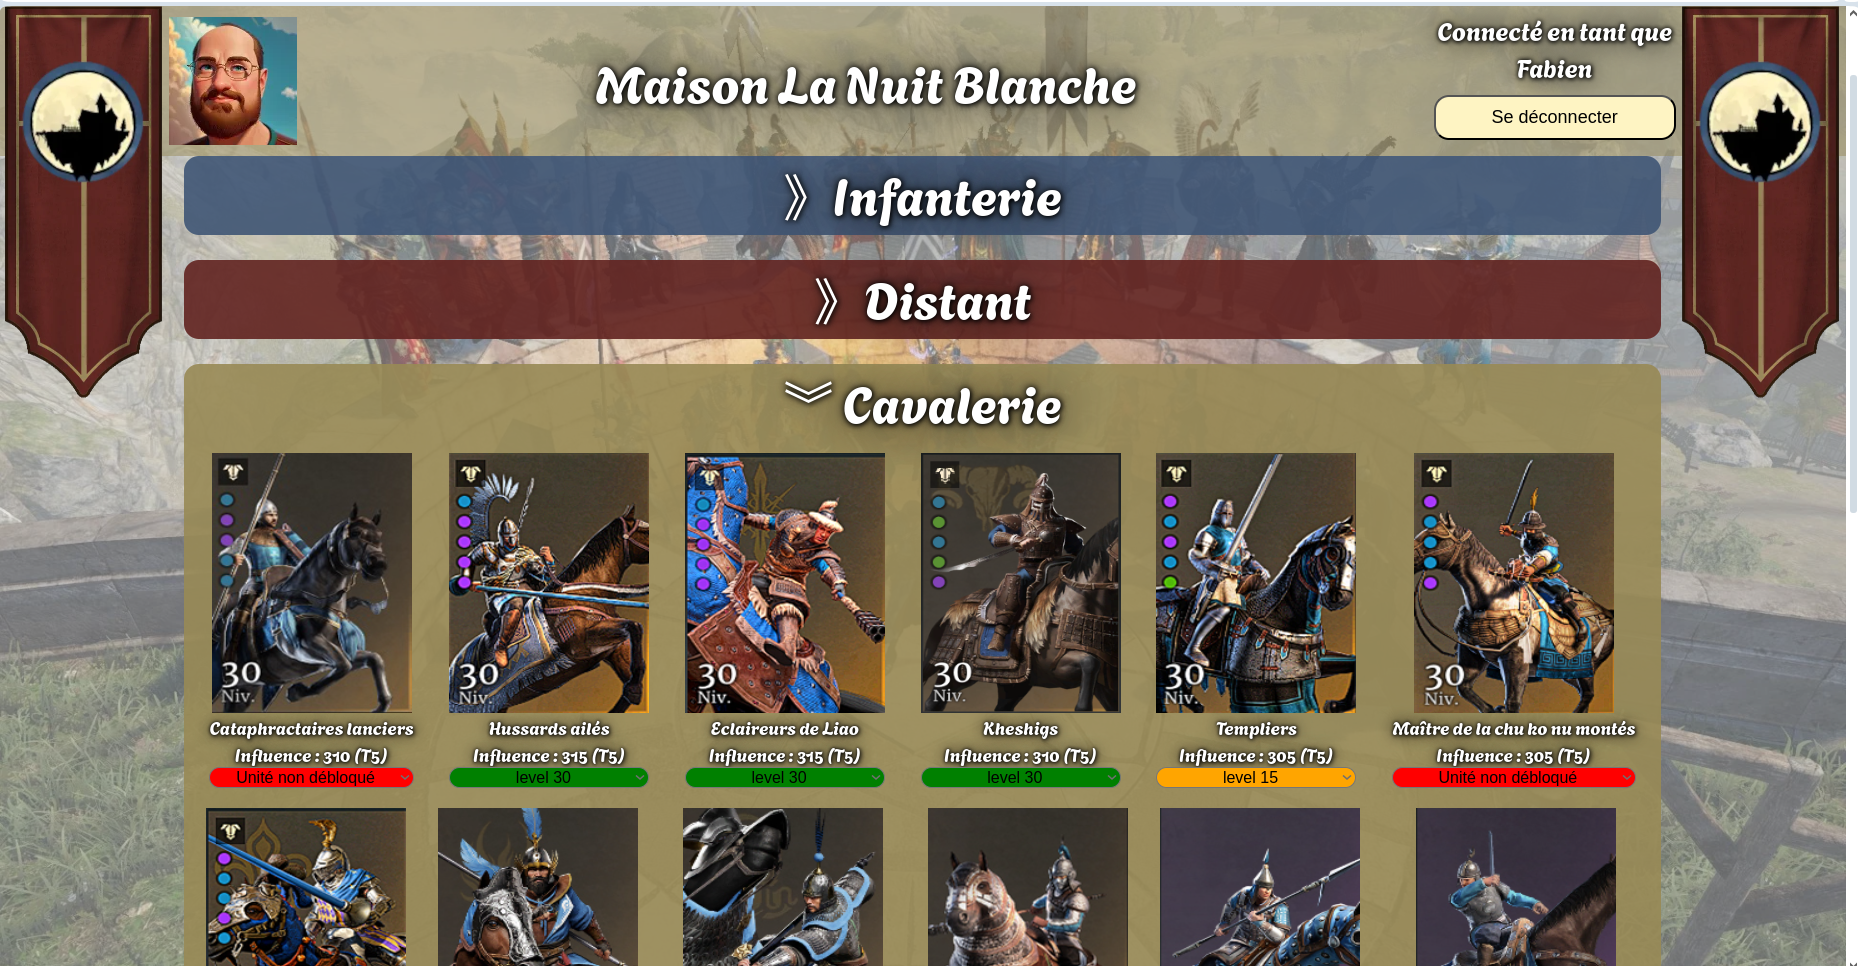 Connecté en tant que
Fabien
Maison La Nuit Blanche
Se déconnecter
》 Infanterie
》 Distant
︾ Cavalerie
30
Niv.
30
Niv.
30
Niv.
30
Niv.
30
Niv.
30
Niv.
Cataphractaires lanciers
Influence : 310 (T5)
Unité non débloqué
Hussards ailés
Influence : 315 (T5)
level 30
Eclaireurs de Liao
Influence : 315 (T5)
level 30
Kheshigs
Influence : 310 (T5)
level 30
Templiers
Influence : 305 (T5)
level 15
Maître de la chu ko nu montés
Influence : 305 (T5)
Unité non débloqué